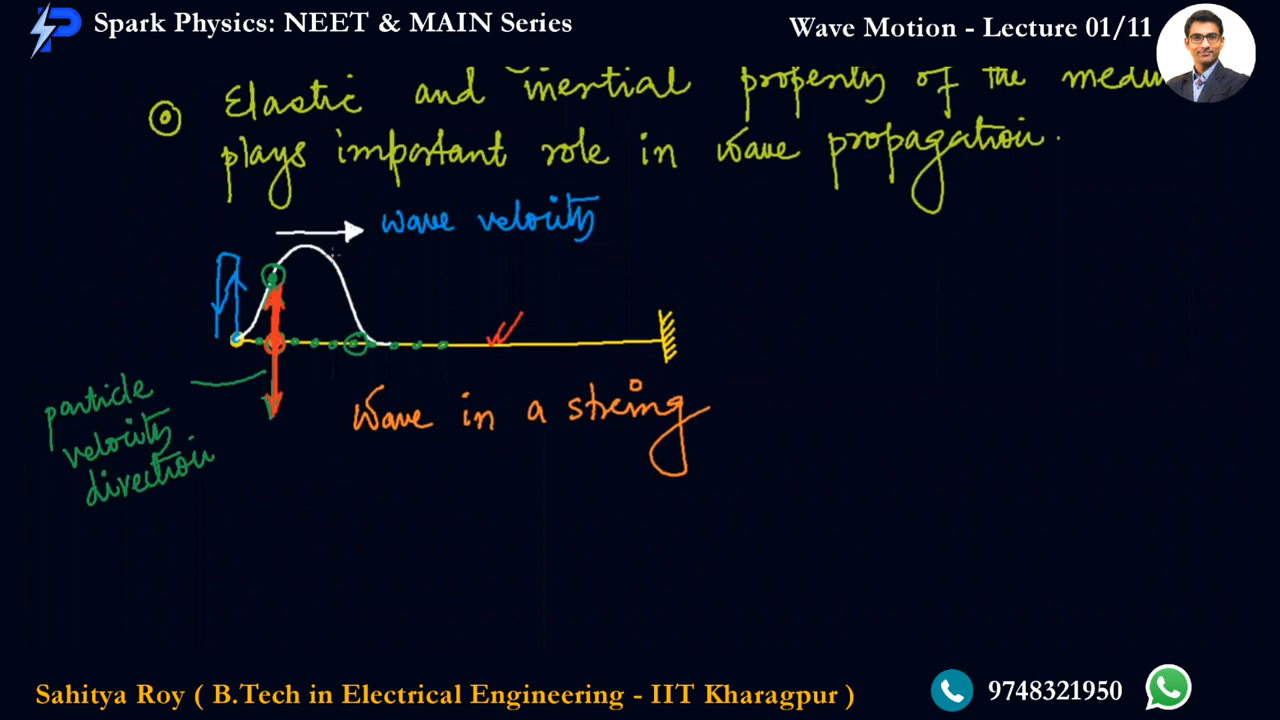 Spark Physics: NEET & MAIN Series
Wave Motion - Lecture 01/11
Elastic and inertial property of the
plays important role in wave propagation.
wave velocity
particle
velocity
direction
Wave in a string
Sahitya Roy ( B.Tech in Electrical Engineering - IIT Kharagpur )
9748321950